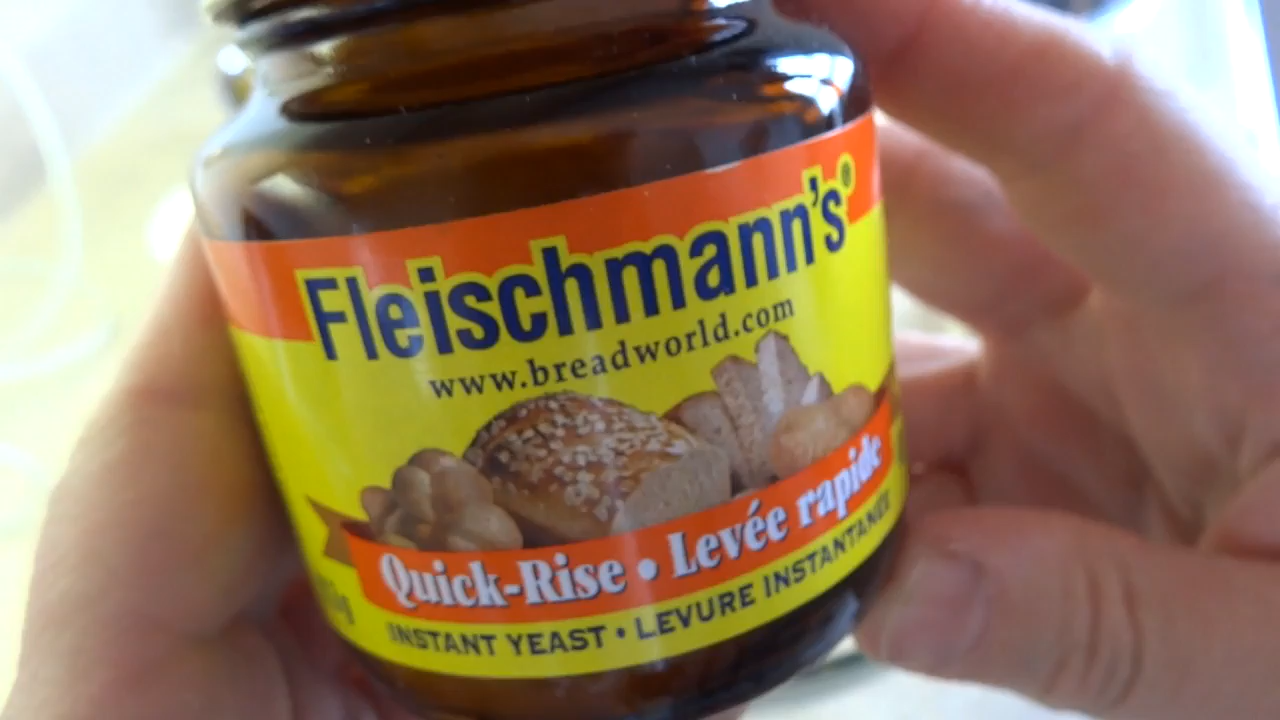 Fleischmann's®
www.breadworld.com
Quick-Rise • Levée rapide
INSTANT YEAST • LEVURE INSTANTANÉE